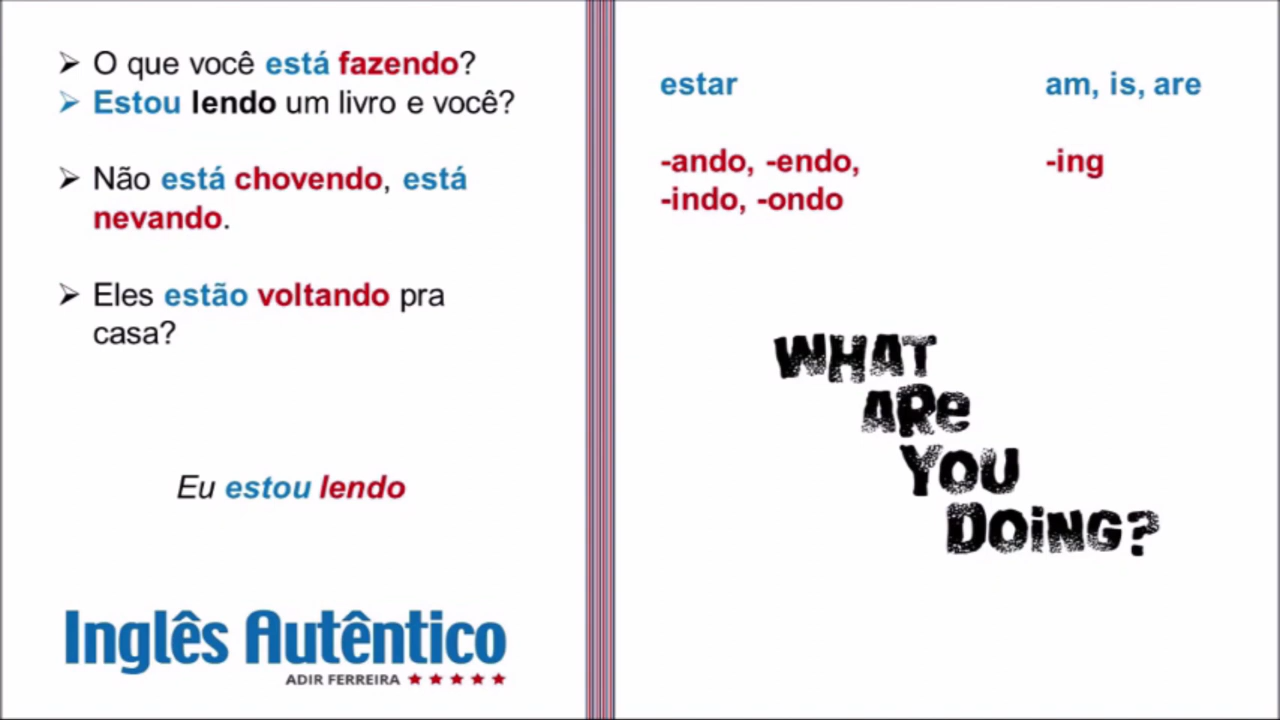 O que você está fazendo?
Estou lendo um livro e você?
Não está chovendo, está
nevando.
Eles estão voltando pra
casa?
Eu estou lendo
Inglês Autêntico
ADIR FERREIRA
estar
am, is, are
-ando, -endo,
-indo, -ondo
-ing
WHAT
ARe
YOU
DOiNG?